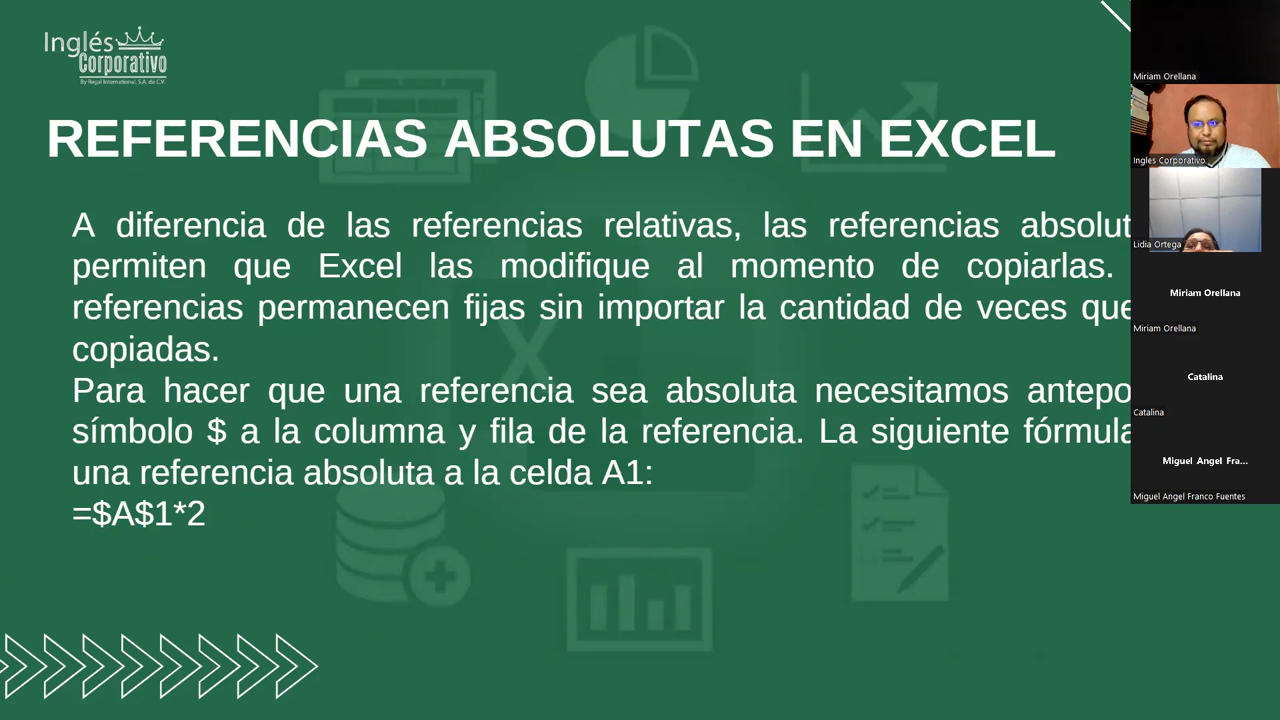 Inglés
Corporativo
By Regal International, S.A. de C.V.
REFERENCIAS ABSOLUTAS EN EXCEL
A diferencia de las referencias relativas, las referencias absolut
permiten que Excel las modifique al momento de copiarlas.
referencias permanecen fijas sin importar la cantidad de veces que
copiadas.
Para hacer que una referencia sea absoluta necesitamos antepo
símbolo $ a la columna y fila de la referencia. La siguiente fórmula
una referencia absoluta a la celda A1:
=$A$1*2
Miriam Orellana
Ingles Corporativo
Lidia Ortega
Miriam Orellana
Miriam Orellana
Catalina
Catalina
Miguel Angel Fra...
Miguel Angel Franco Fuentes